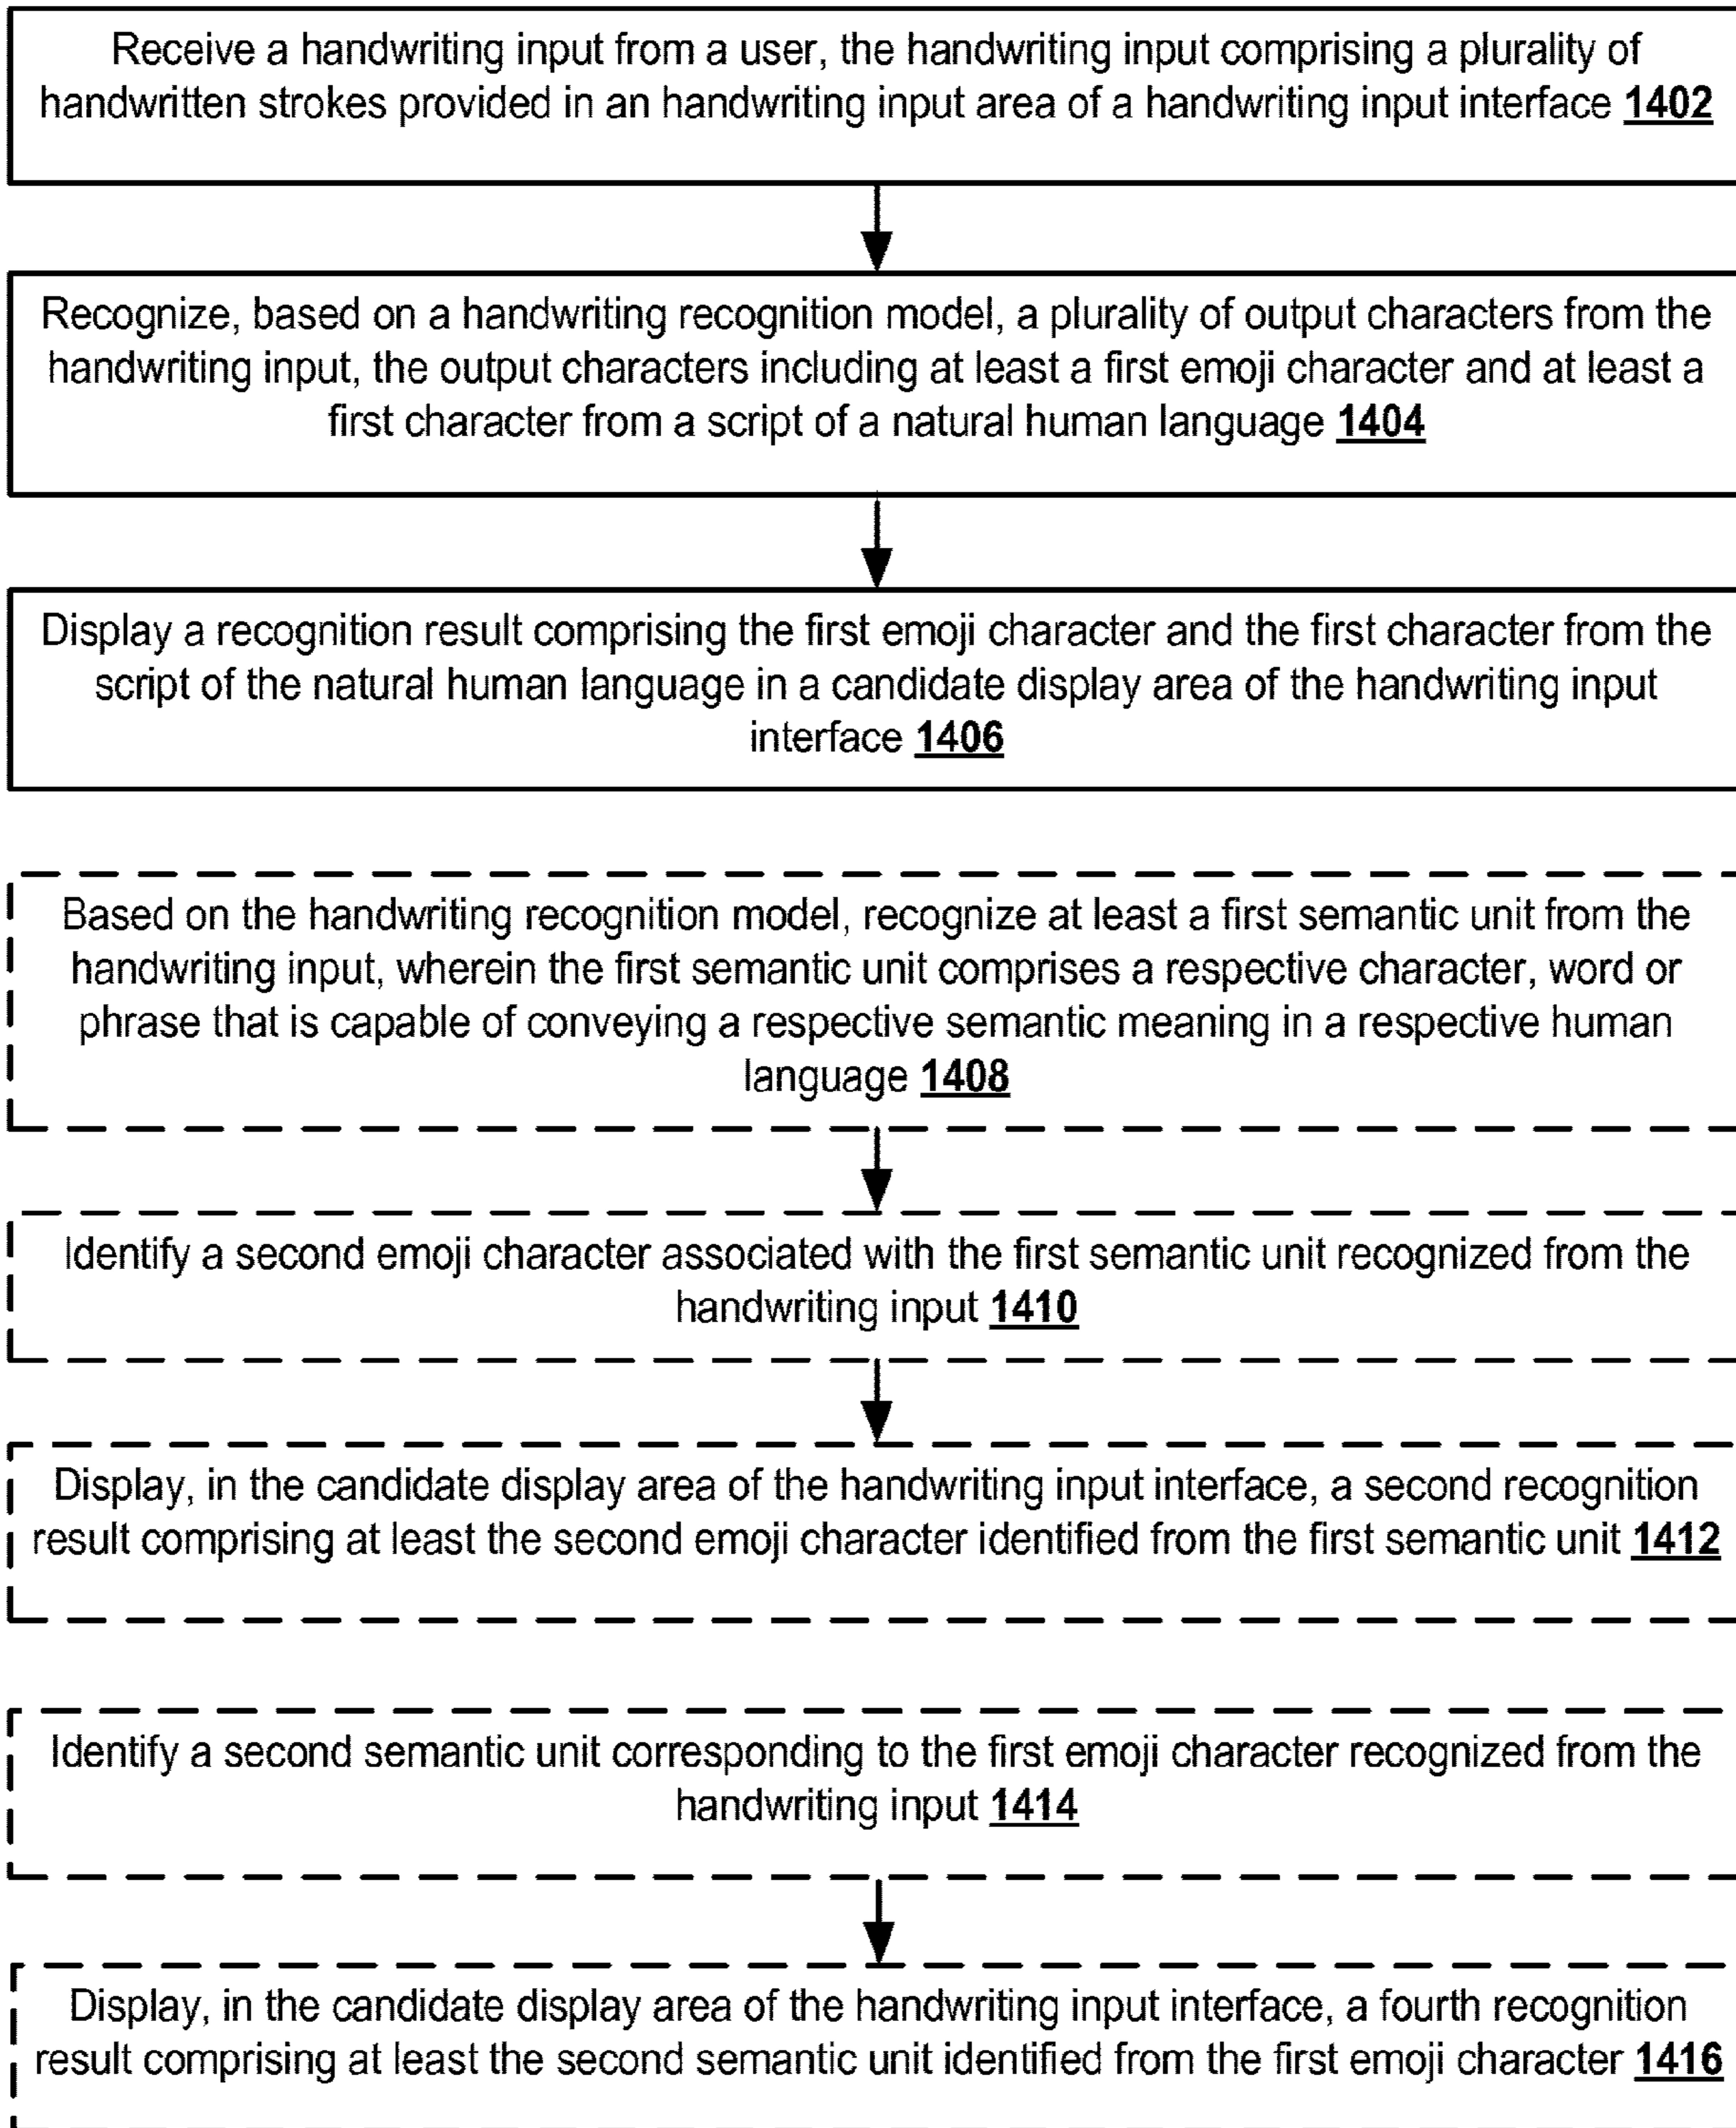 Receive a handwriting input from a user, the handwriting input comprising a plurality of
handwritten strokes provided in an handwriting input area of a handwriting input interface 1402
Recognize, based on a handwriting recognition model, a plurality of output characters from the
handwriting input, the output characters including at least a first emoji character and at least a
first character from a script of a natural human language 1404
Display a recognition result comprising the first emoji character and the first character from the
script of the natural human language in a candidate display area of the handwriting input
interface 1406
Based on the handwriting recognition model, recognize at least a first semantic unit from the
handwriting input, wherein the first semantic unit comprises a respective character, word or
phrase that is capable of conveying a respective semantic meaning in a respective human
language 1408
Identify a second emoji character associated with the first semantic unit recognized from the
handwriting input 1410
Display, in the candidate display area of the handwriting input interface, a second recognition
result comprising at least the second emoji character identified from the first semantic unit 1412
Identify a second semantic unit corresponding to the first emoji character recognized from the
handwriting input 1414
Display, in the candidate display area of the handwriting input interface, a fourth recognition
result comprising at least the second semantic unit identified from the first emoji character 1416